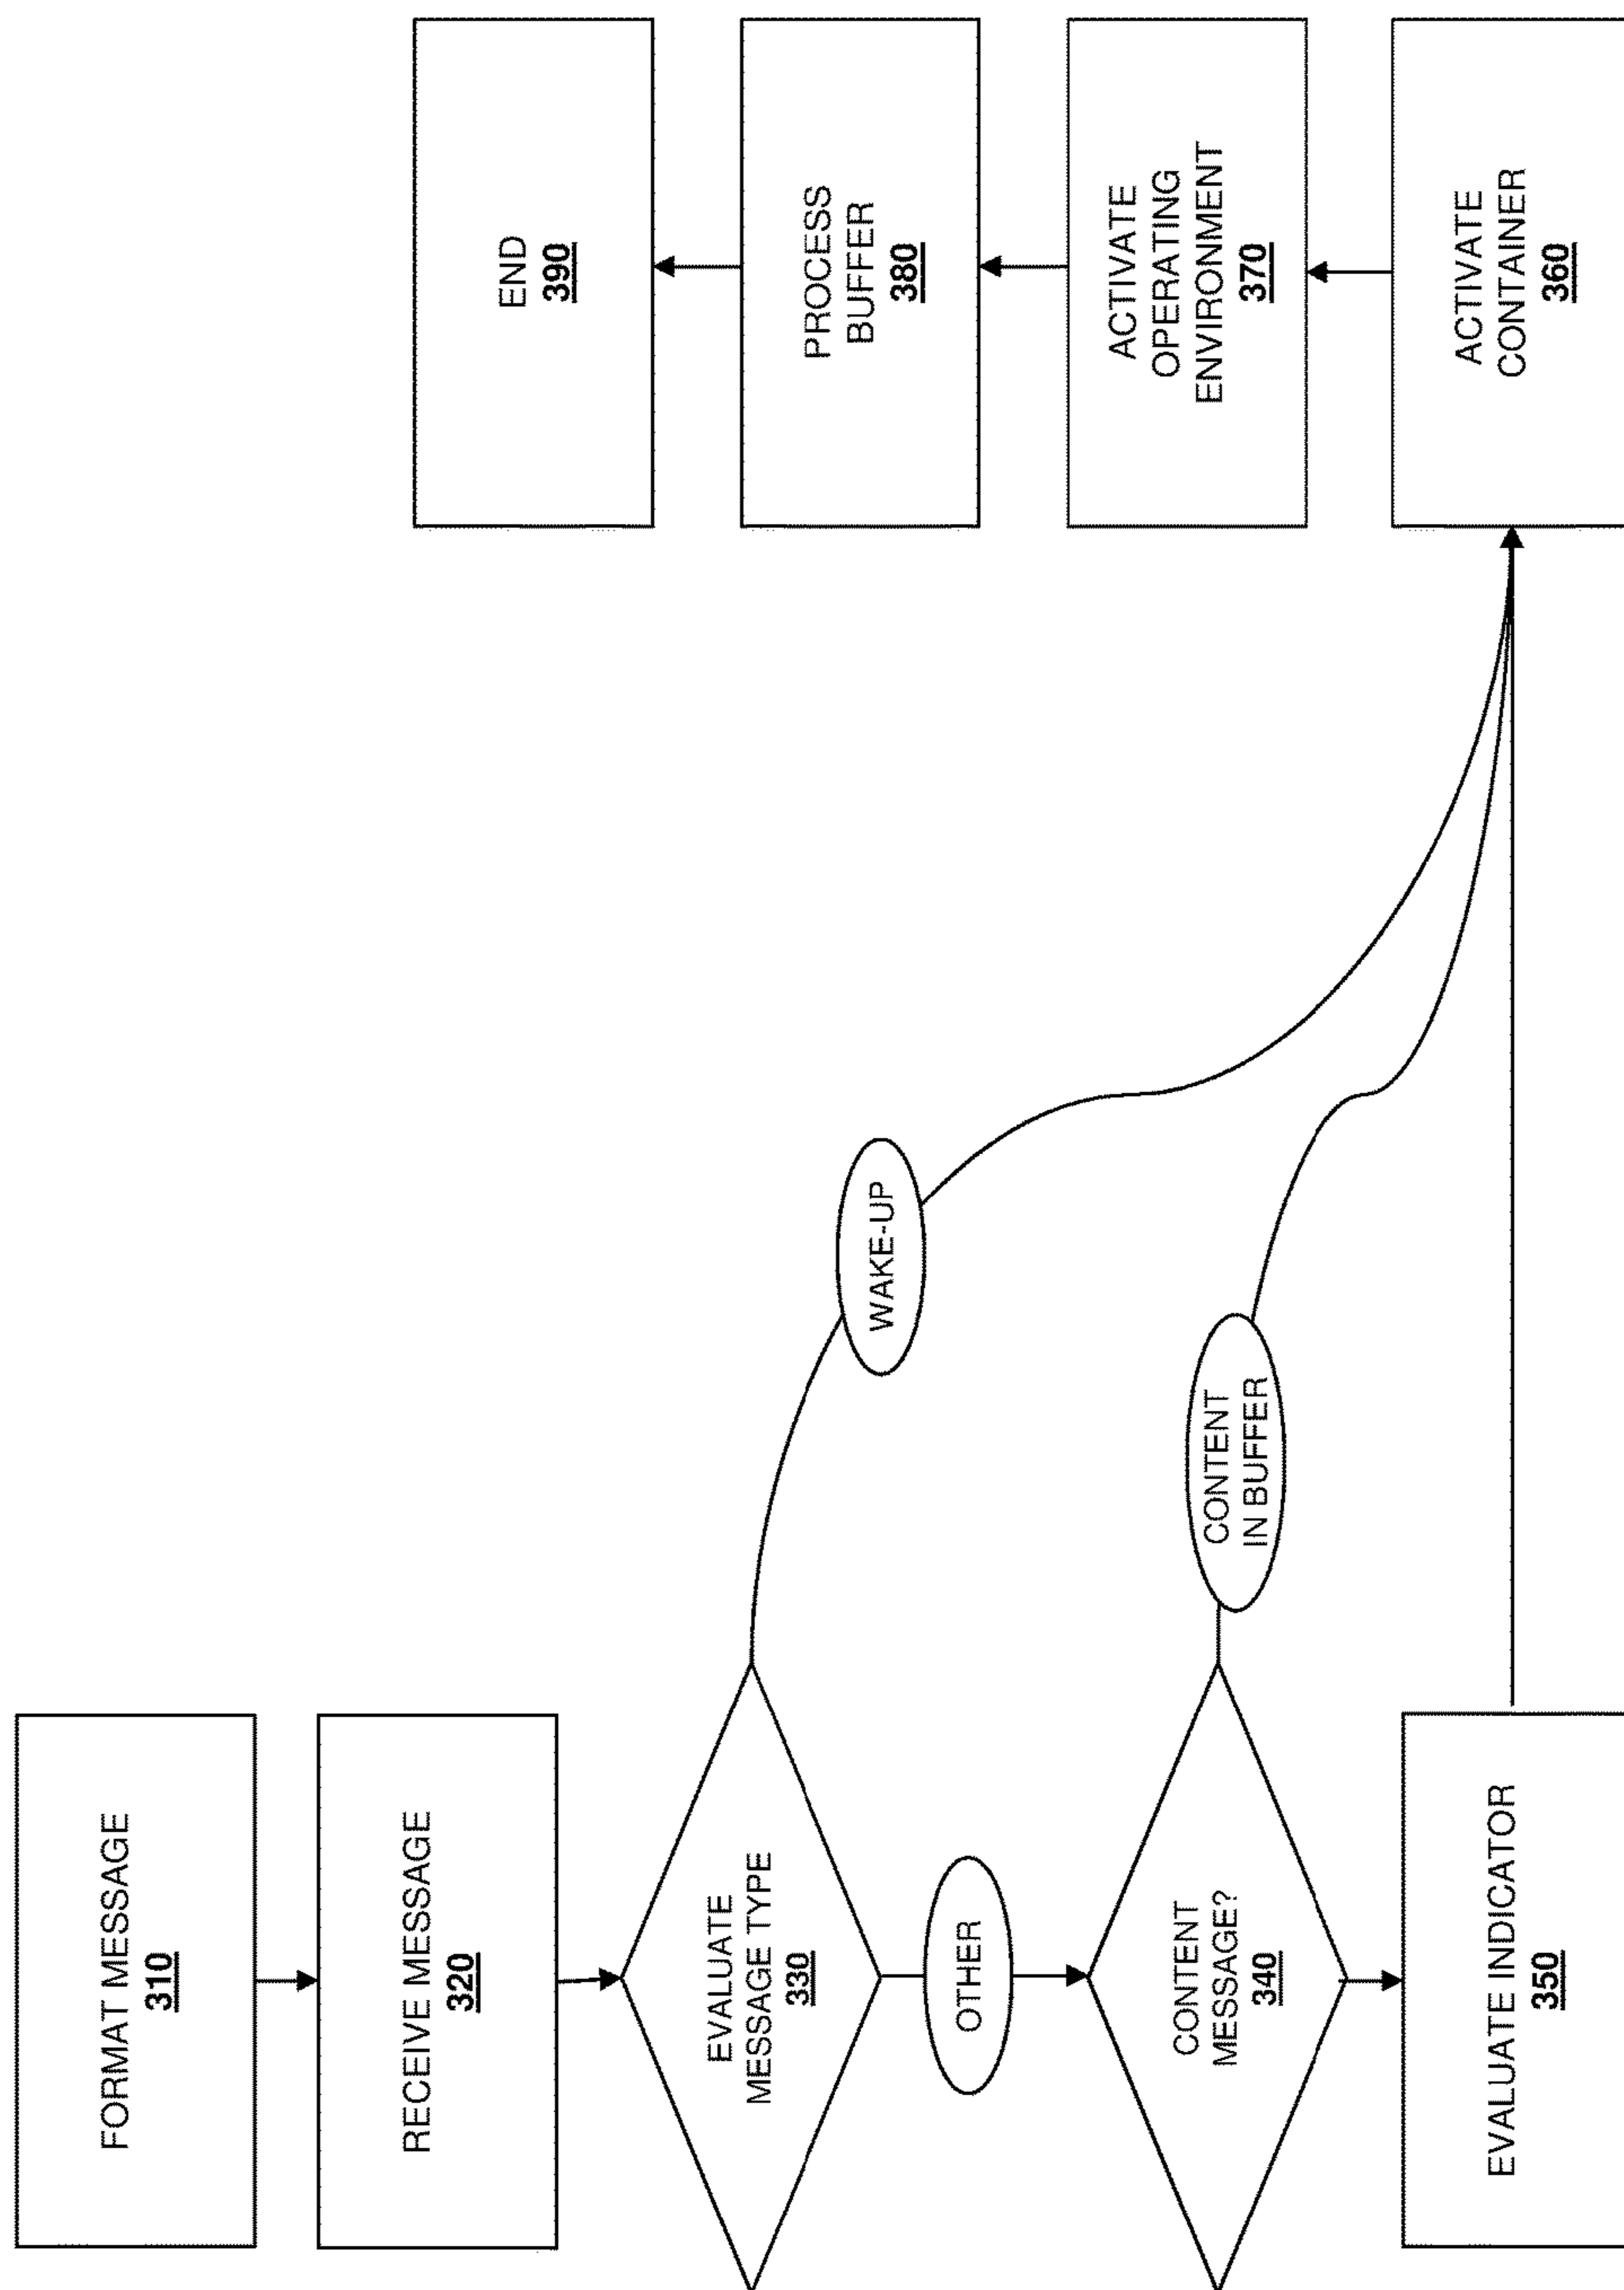 FORMAT MESSAGE
310
RECEIVE MESSAGE
320
EVALUATE
MESSAGE TYPE
330
WAKE-UP
OTHER
CONTENT
MESSAGE?
340
CONTENT
IN BUFFER
EVALUATE INDICATOR
350
ACTIVATE
CONTAINER
360
ACTIVATE
OPERATING
ENVIRONMENT
370
PROCESS
BUFFER
380
END
390